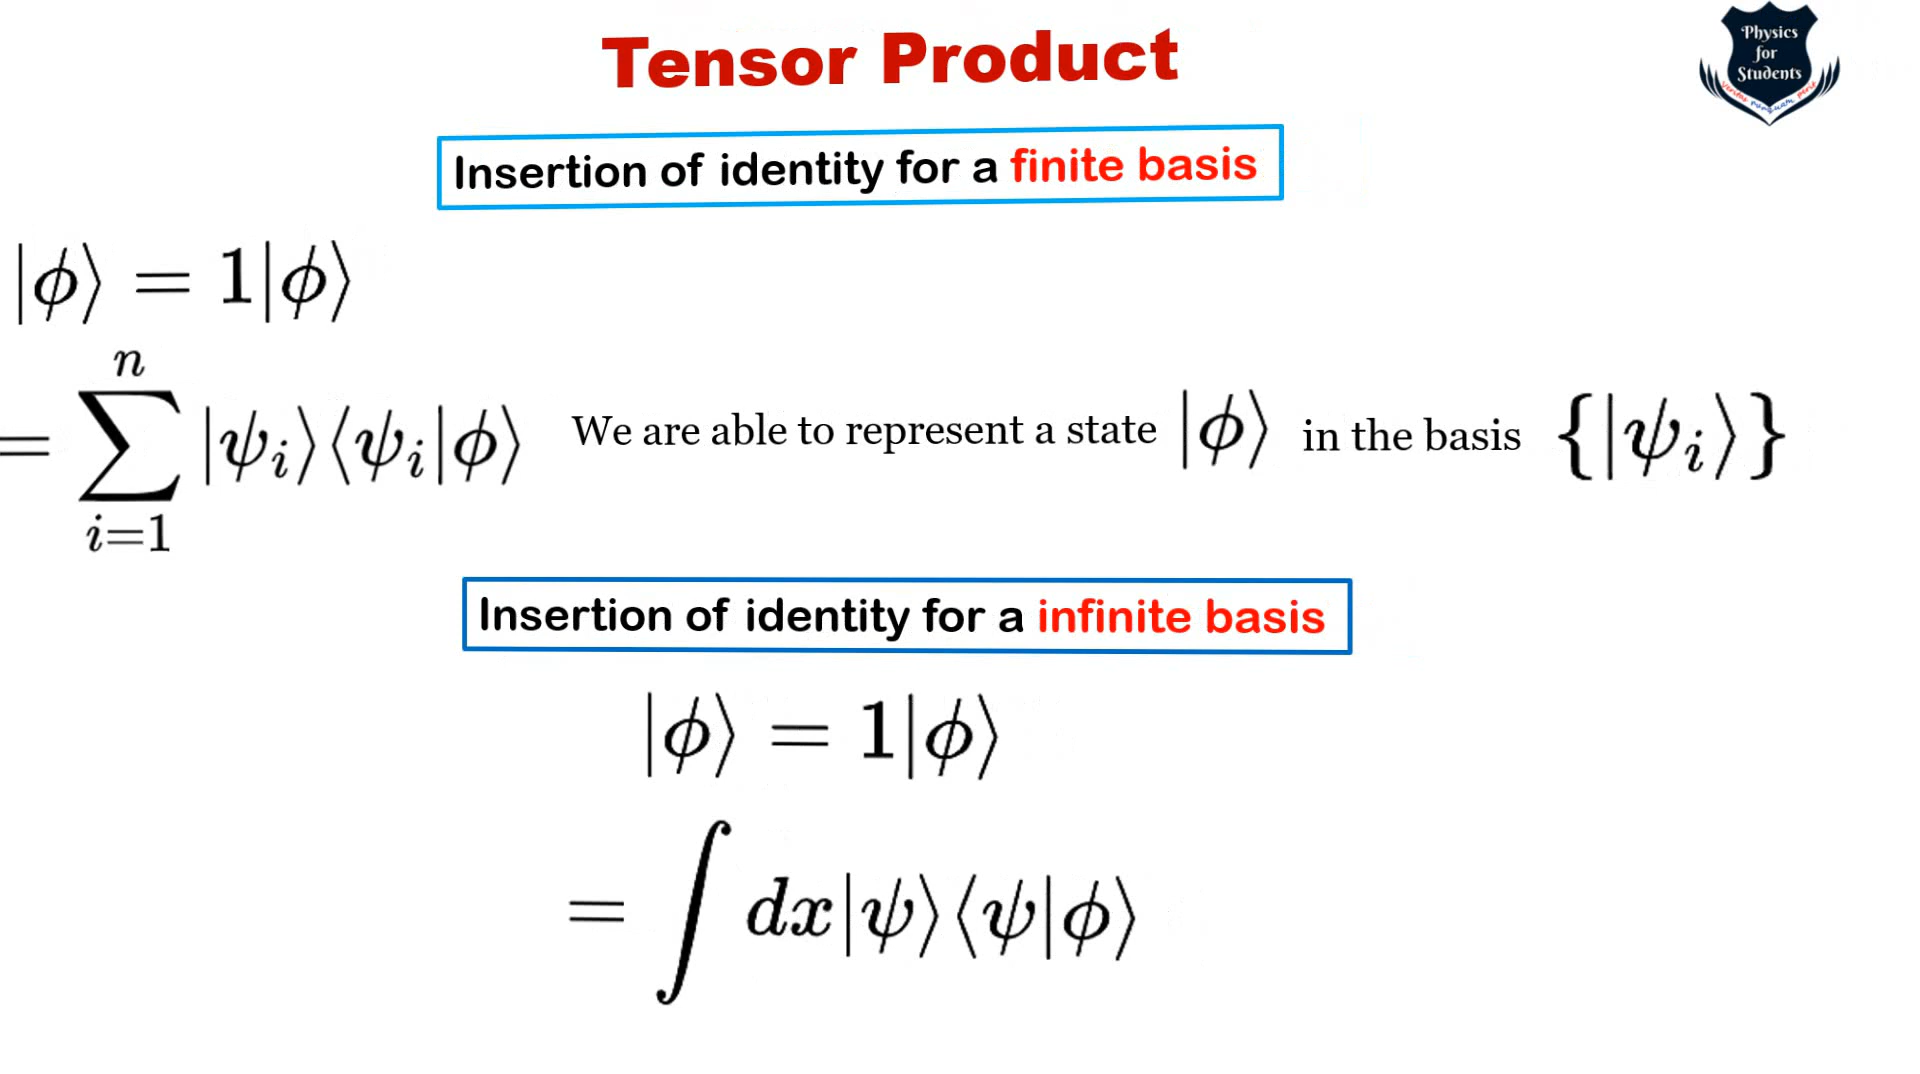 Tensor Product
Physics
for
Students
Insertion of identity for a finite basis
|ϕ⟩ = 1|ϕ⟩
= ∑_{i=1}^{n} |ψ_i⟩⟨ψ_i|ϕ⟩ We are able to represent a state |ϕ⟩ in the basis {|ψ_i⟩}
Insertion of identity for a infinite basis
|ϕ⟩ = 1|ϕ⟩
= ∫ dx|ψ⟩⟨ψ|ϕ⟩